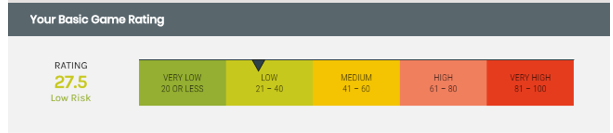 Your Basic Game Rating
RATING
27.5
Low Risk
VERY LOW
20 OR LESS
LOW
21 – 40
MEDIUM
41 – 60
HIGH
61 – 80
VERY HIGH
81 – 100